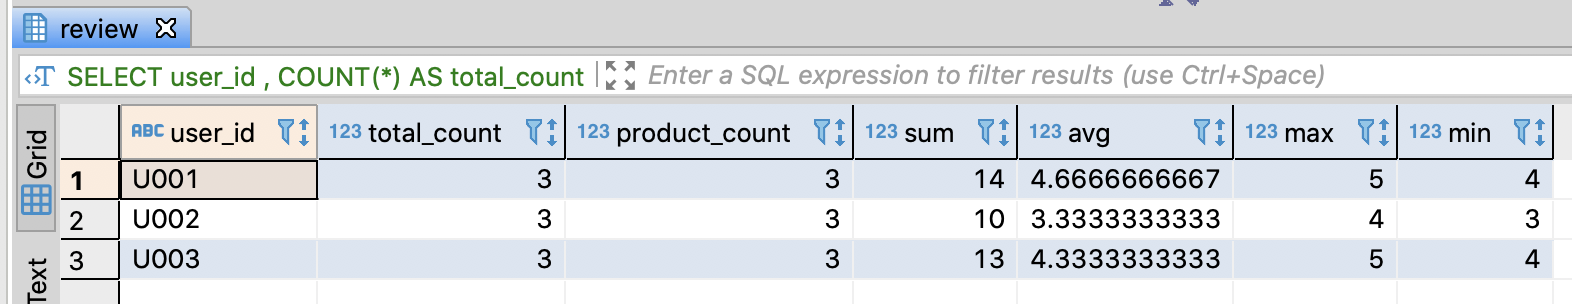 review
SELECT user_id , COUNT(*) AS total_count Enter a SQL expression to filter results (use Ctrl+Space)
Grid
Text
ABC user_id 123 total_count 123 product_count 123 sum 123 avg 123 max 123 min
1 U001 3 3 14 4.6666666667 5 4
2 U002 3 3 10 3.3333333333 4 3
3 U003 3 3 13 4.3333333333 5 4